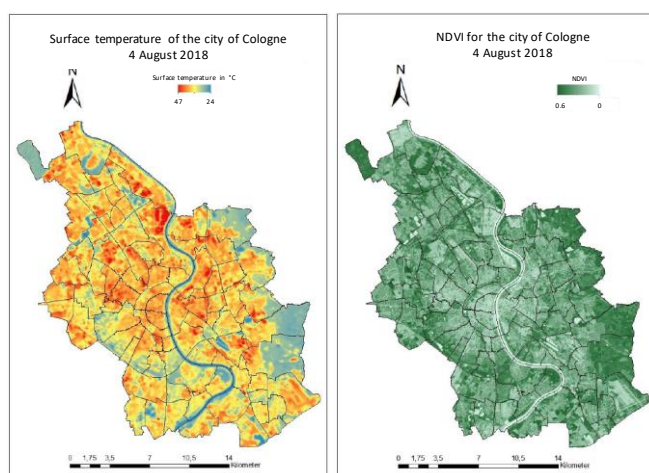 Surface temperature of the city of Cologne
4 August 2018
N
Surface temperature in °C
47 24
0 1,75 3,5 7 10,5 14
Kilometer
NDVI for the city of Cologne
4 August 2018
N
NDVI
0.6 0
0 1,75 3,5 7 10,5 14
Kilometer